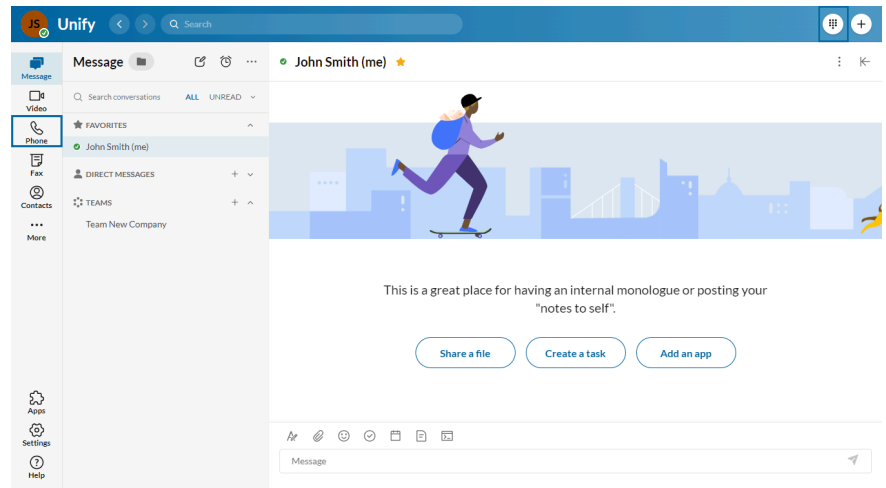 JS
Unify
Search
Message
Video
Phone
Fax
Contacts
More
Apps
Settings
Help
Message
Search conversations ALL UNREAD
FAVORITES
John Smith (me)
DIRECT MESSAGES
TEAMS
Team New Company
John Smith (me)
This is a great place for having an internal monologue or posting your
"notes to self".
Share a file
Create a task
Add an app
Message